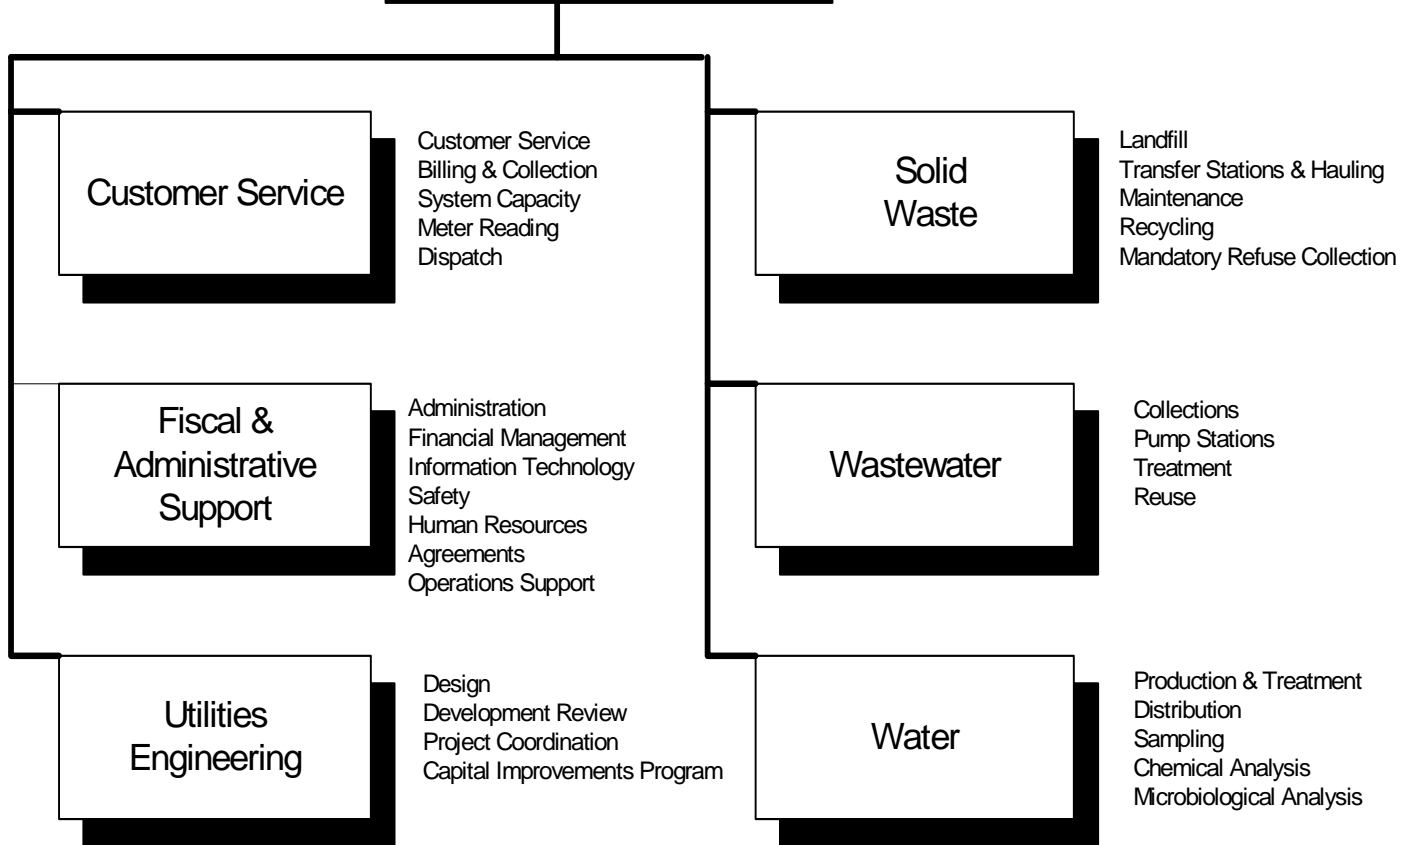 Customer Service
Customer Service
Billing & Collection
System Capacity
Meter Reading
Dispatch
Solid
Waste
Landfill
Transfer Stations & Hauling
Maintenance
Recycling
Mandatory Refuse Collection
Fiscal &
Administrative
Support
Administration
Financial Management
Information Technology
Safety
Human Resources
Agreements
Operations Support
Wastewater
Collections
Pump Stations
Treatment
Reuse
Utilities
Engineering
Design
Development Review
Project Coordination
Capital Improvements Program
Water
Production & Treatment
Distribution
Sampling
Chemical Analysis
Microbiological Analysis